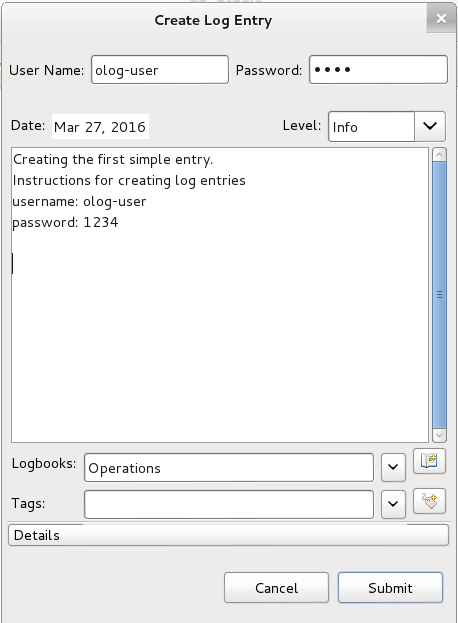 Create Log Entry
User Name: olog-user Password: ••••
Date: Mar 27, 2016 Level: Info
Creating the first simple entry.
Instructions for creating log entries
username: olog-user
password: 1234
Logbooks: Operations
Tags:
Details
Cancel Submit